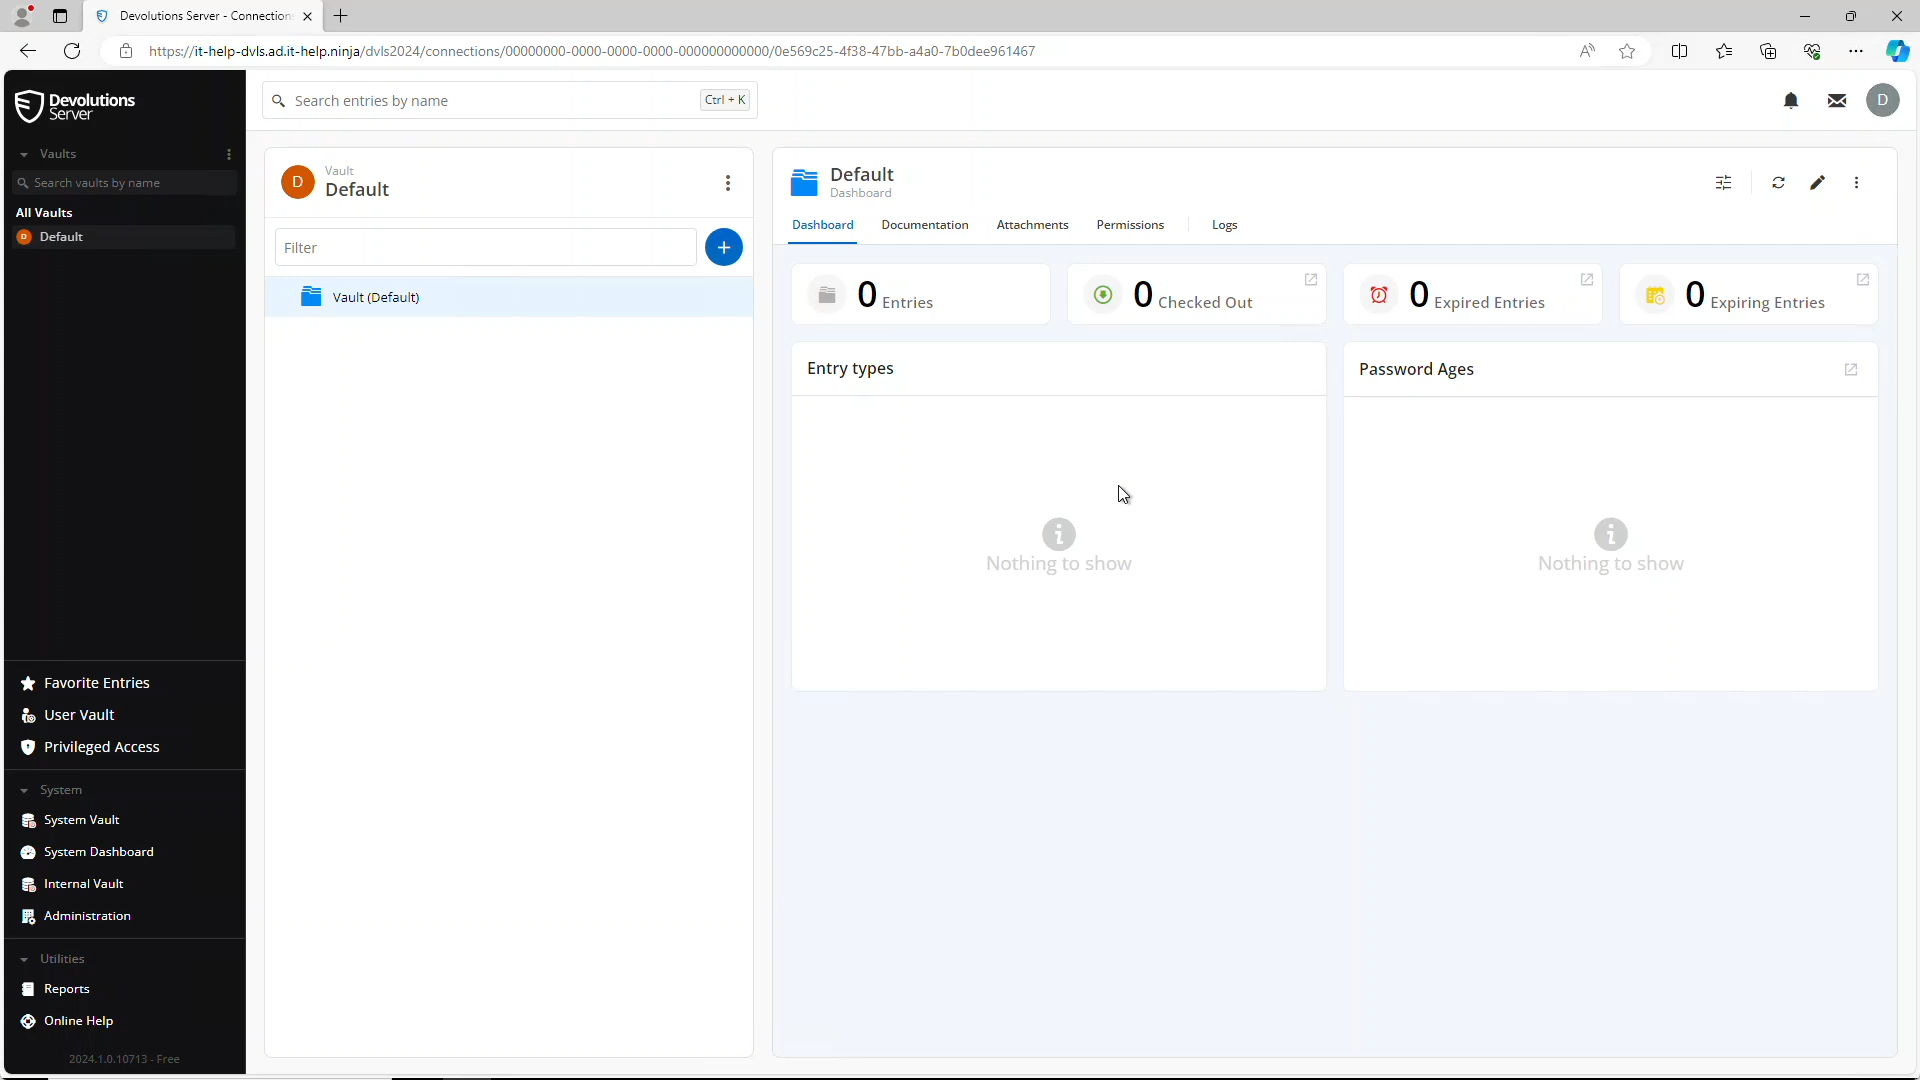 Devolutions Server - Connection
https://it-help-dvls.ad.it-help.ninja/dvls2024/connections/00000000-0000-0000-0000-000000000000/0e569c25-4f38-47bb-a4a0-7b0dee961467
Devolutions
Server
Search entries by name
Ctrl + K
D
Vaults
Search vaults by name
All Vaults
D Default
Favorite Entries
User Vault
Privileged Access
System
System Vault
System Dashboard
Internal Vault
Administration
Utilities
Reports
Online Help
2024.1.0.10713 - Free
D
Vault
Default
Filter
Vault (Default)
Default
Dashboard
Dashboard Documentation Attachments Permissions Logs
0 Entries
0 Checked Out
0 Expired Entries
0 Expiring Entries
Entry types
Nothing to show
Password Ages
Nothing to show